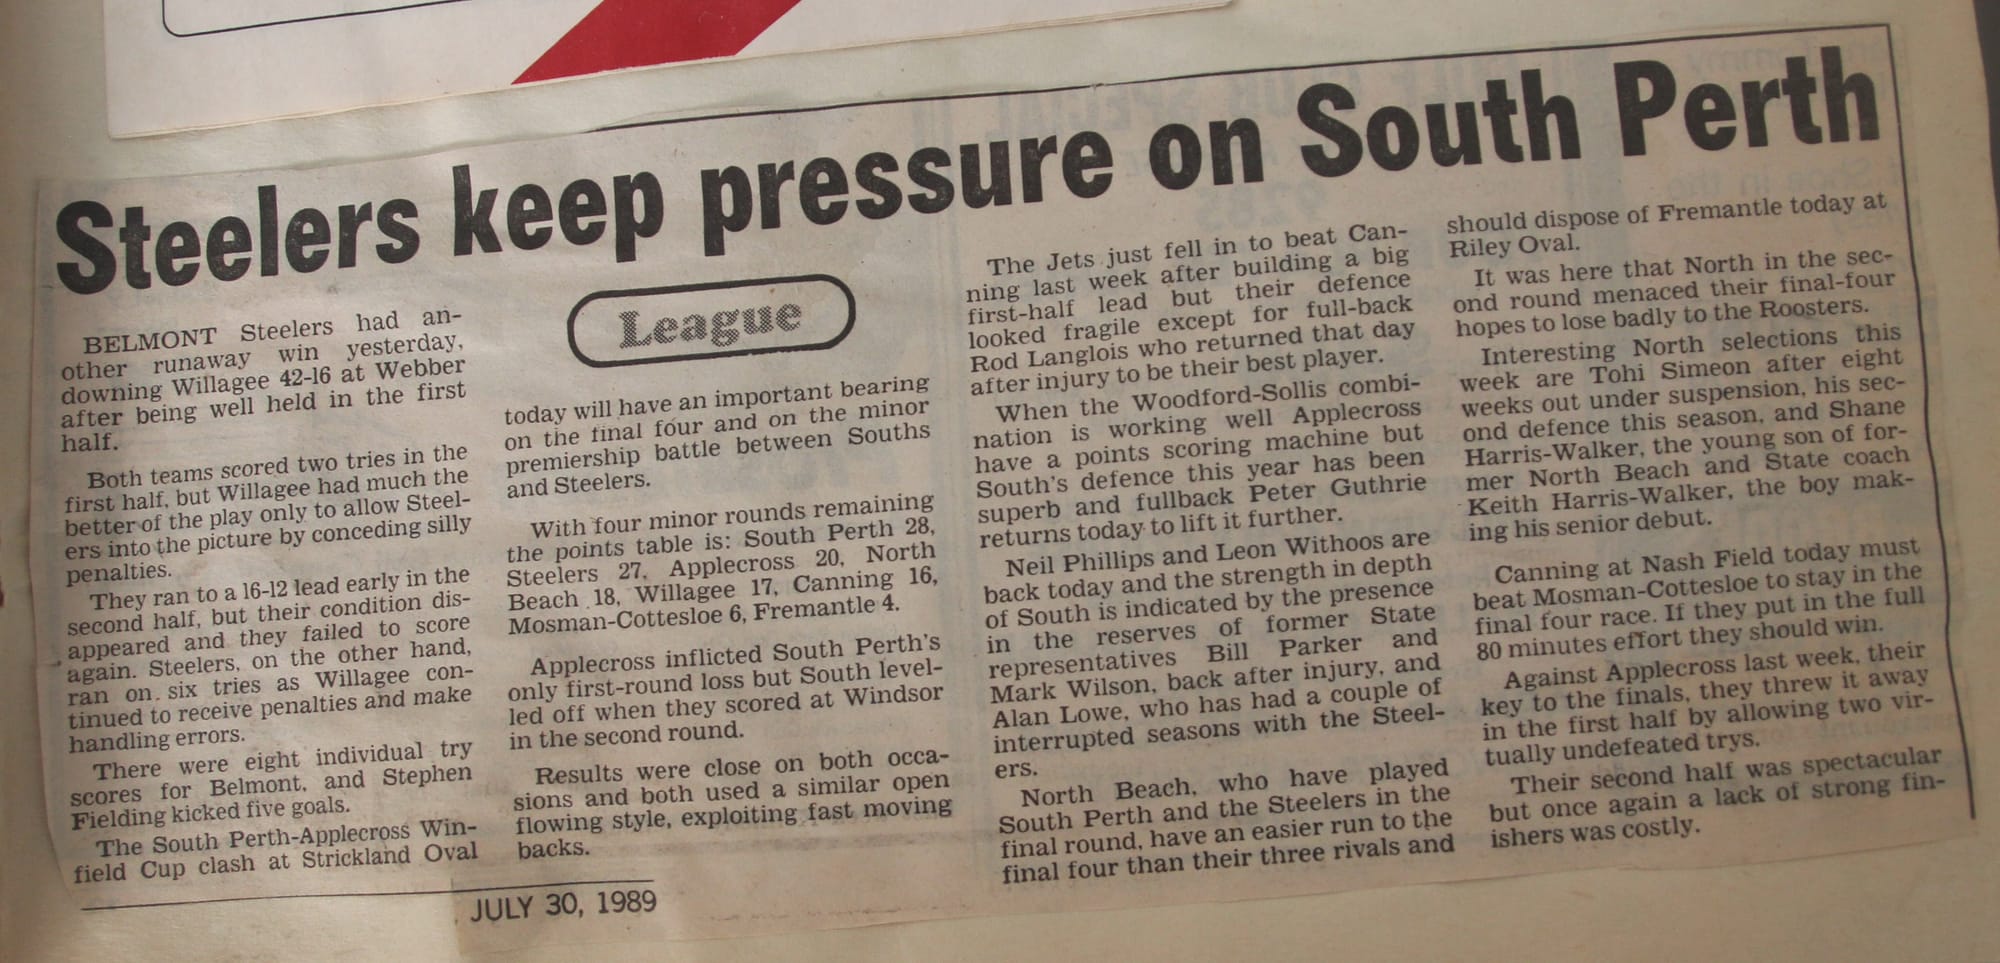 Steelers keep pressure on South Perth
BELMONT Steelers had an-
other runaway win yesterday,
downing Willagee 42-16 at Webber
after being well held in the first
half.
Both teams scored two tries in the
first half, but Willagee had much the
better of the play only to allow Steel-
ers into the picture by conceding silly
penalties.
They ran to a 16-12 lead early in the
second half, but their condition dis-
appeared and they failed to score
again. Steelers, on the other hand,
ran on six tries as Willagee con-
tinued to receive penalties and make
handling errors.
There were eight individual try
scores for Belmont, and Stephen
Fielding kicked five goals.
The South Perth-Applecross Win-
field Cup clash at Strickland Oval
League
today will have an important bearing
on the final four and on the minor
premiership battle between Souths
and Steelers.
With four minor rounds remaining
the points table is: South Perth 28,
Steelers 27, Applecross 20, North
Beach 18, Willagee 17, Canning 16,
Mosman-Cottesloe 6, Fremantle 4.
Applecross inflicted South Perth's
only first-round loss but South level-
led off when they scored at Windsor
in the second round.
Results were close on both occa-
sions and both used a similar open
flowing style, exploiting fast moving
backs.
The Jets just fell in to beat Can-
ning last week after building a big
first-half lead but their defence
looked fragile except for full-back
Rod Langlois who returned that day
after injury to be their best player.
When the Woodford-Sollis combi-
nation is working well Applecross
have a points scoring machine but
South's defence this year has been
superb and fullback Peter Guthrie
returns today to lift it further.
Neil Phillips and Leon Withoos are
back today and the strength in depth
of South is indicated by the presence
in the reserves of former State
representatives Bill Parker and
Mark Wilson, back after injury, and
Alan Lowe, who has had a couple of
interrupted seasons with the Steel-
ers.
North Beach, who have played
South Perth and the Steelers in the
final round, have an easier run to the
final four than their three rivals and
should dispose of Fremantle today at
Riley Oval.
It was here that North in the sec-
ond round menaced their final-four
hopes to lose badly to the Roosters.
Interesting North selections this
week are Tohi Simeon after eight
weeks out under suspension, his sec-
ond defence this season, and Shane
Harris-Walker, the young son of for-
mer North Beach and State coach
Keith Harris-Walker, the boy mak-
ing his senior debut.
Canning at Nash Field today must
beat Mosman-Cottesloe to stay in the
final four race. If they put in the full
80 minutes effort they should win.
Against Applecross last week, their
key to the finals, they threw it away
in the first half by allowing two vir-
tually undefeated trys.
Their second half was spectacular
but once again a lack of strong fin-
ishers was costly.
JULY 30, 1989